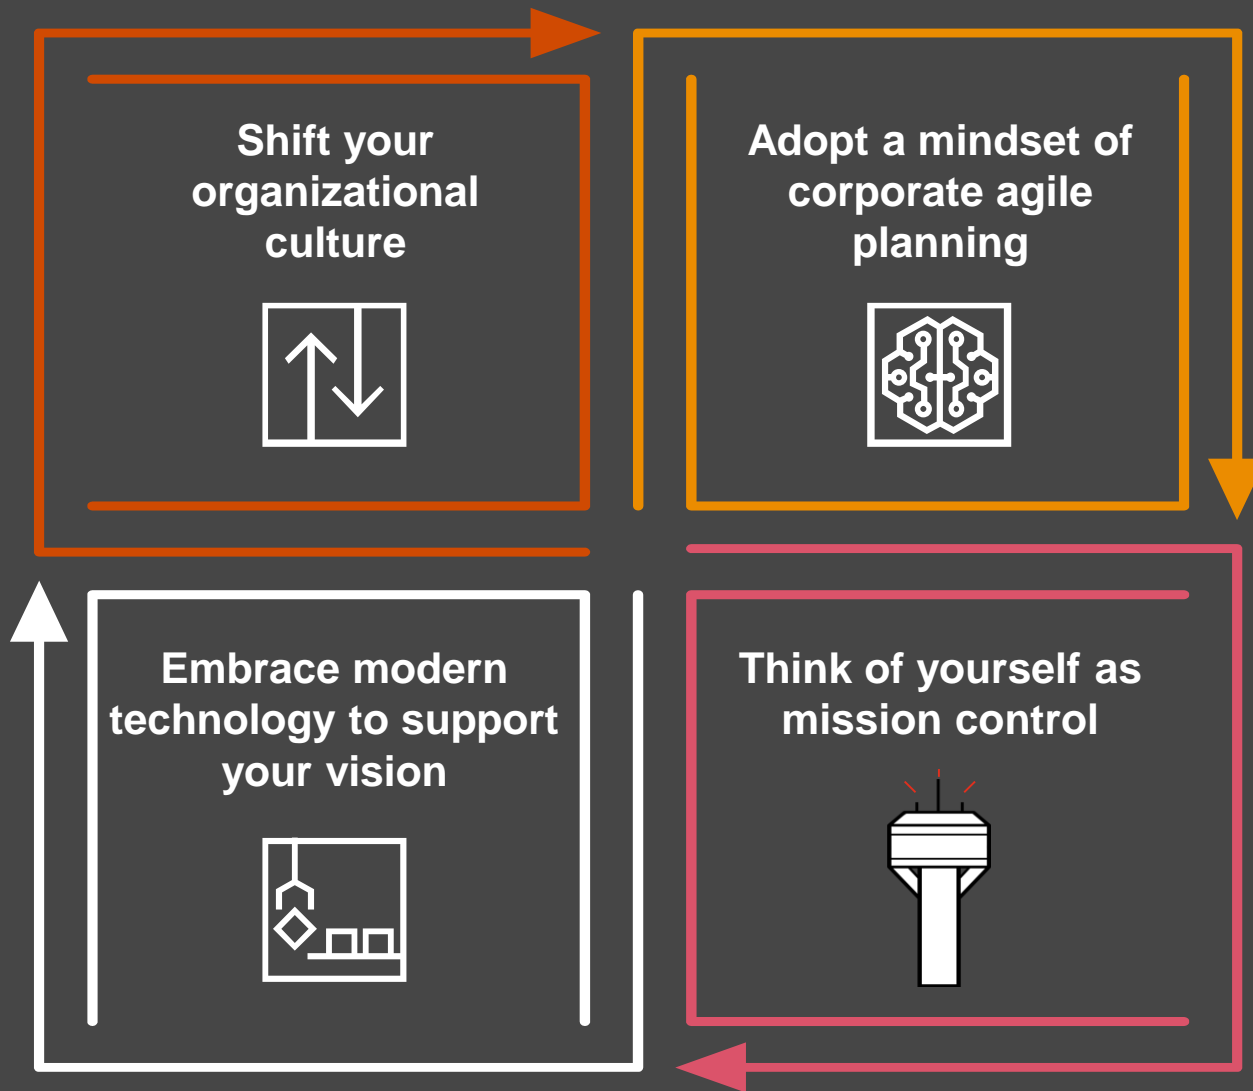 Shift your
organizational
culture
Adopt a mindset of
corporate agile
planning
Embrace modern
technology to support
your vision
Think of yourself as
mission control